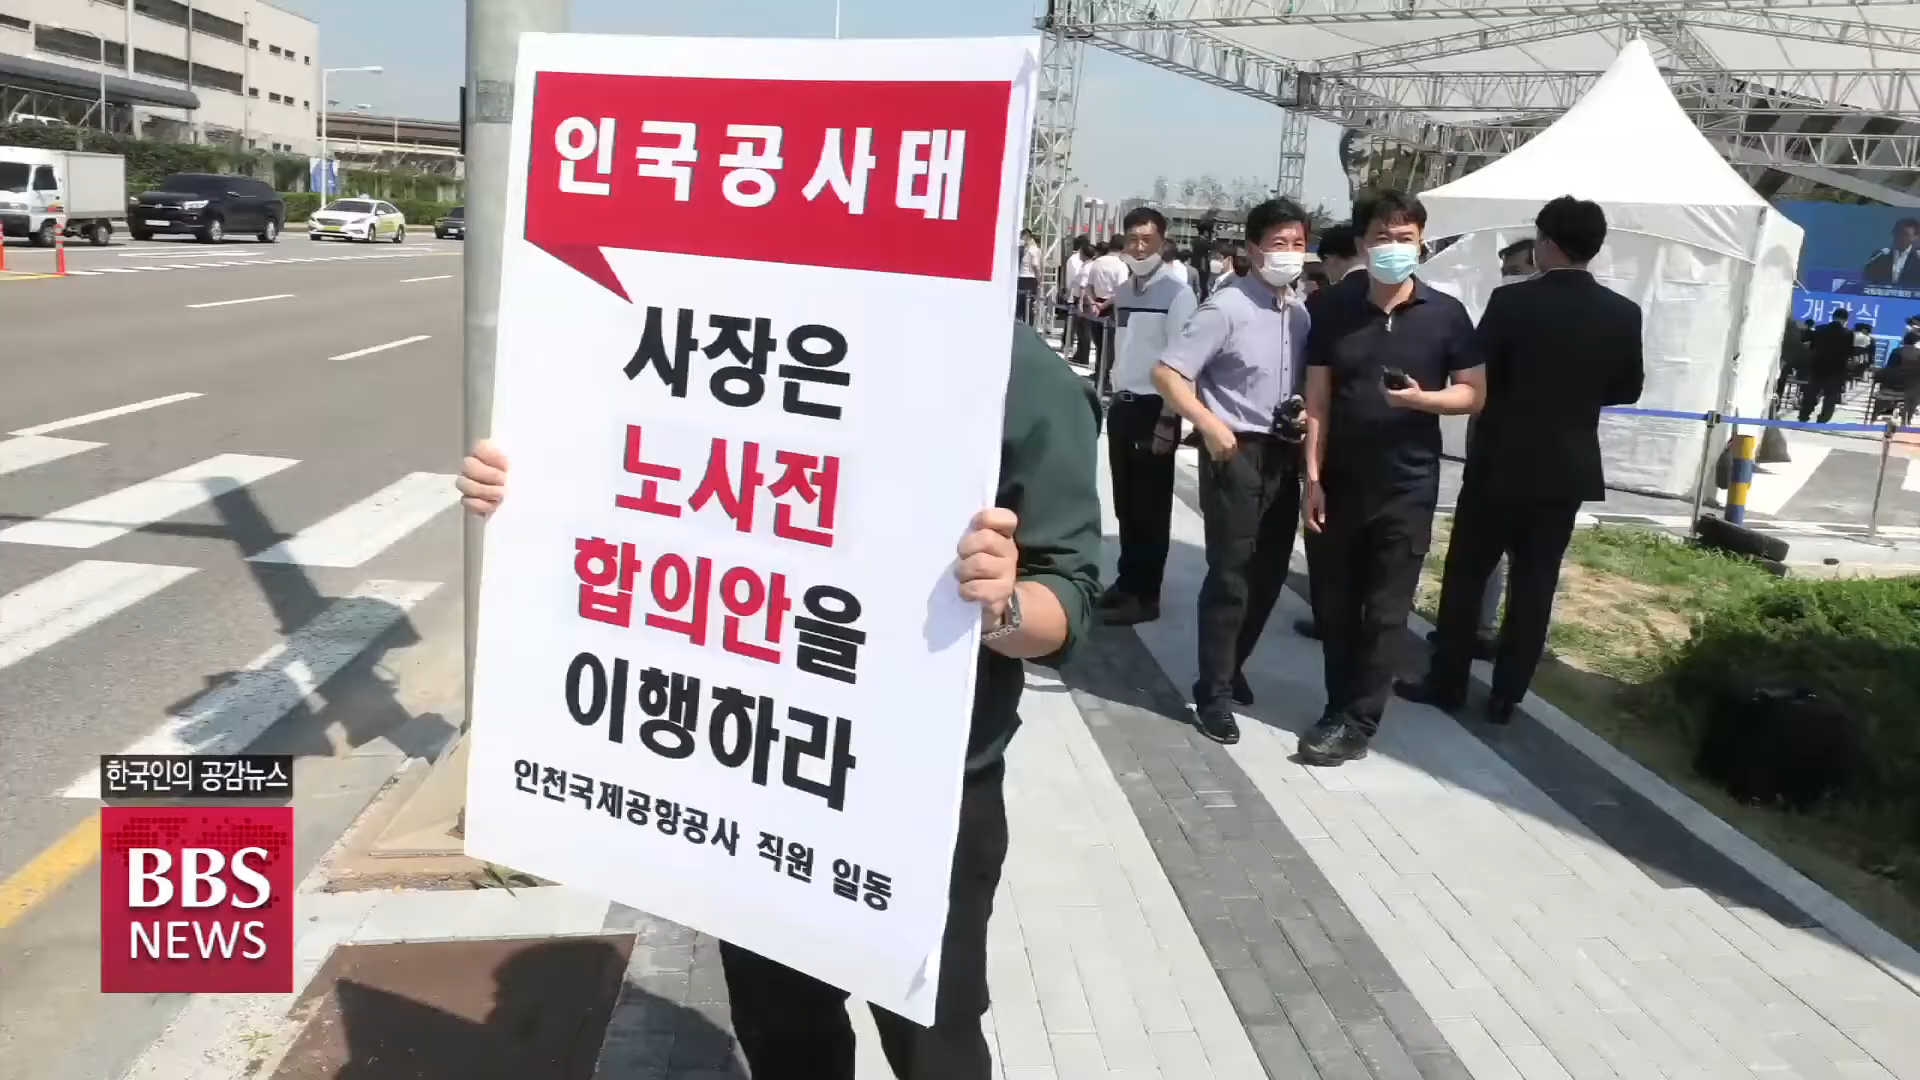 인국공사태
사장은
노사전
합의안을
이행하라
인천국제공항공사 직원 일동
개관식
한국인의 공감뉴스
BBS
NEWS